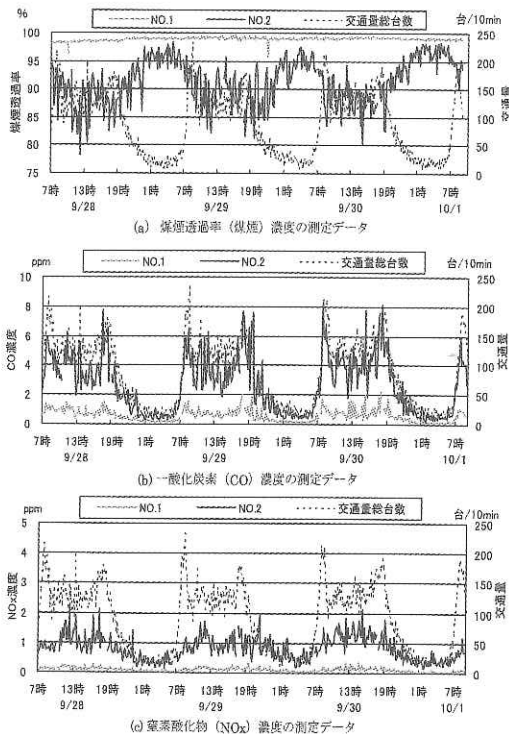 % NO.1 NO.2 交通量総台数 台/10min
100 95 90 85 80 75
煤煙透過率
250 200 150 100 50 0
交通量
7時 13時 19時 1時 7時 13時 19時 1時 7時 13時 19時 1時 7時
9/28 9/29 9/30 10/1
(a) 煤煙透過率（煤煙）濃度の測定データ
ppm NO.1 NO.2 交通量総台数 台/10min
10 8 6 4 2 0
CO濃度
250 200 150 100 50 0
交通量
7時 13時 19時 1時 7時 13時 19時 1時 7時 13時 19時 1時 7時
9/28 9/29 9/30 10/1
(b) 一酸化炭素（CO）濃度の測定データ
ppm NO.1 NO.2 交通量総台数 台/10min
5 4 3 2 1 0
NOx濃度
250 200 150 100 50 0
交通量
7時 13時 19時 1時 7時 13時 19時 1時 7時 13時 19時 1時 7時
9/28 9/29 9/30 10/1
(c) 窒素酸化物（NOx）濃度の測定データ